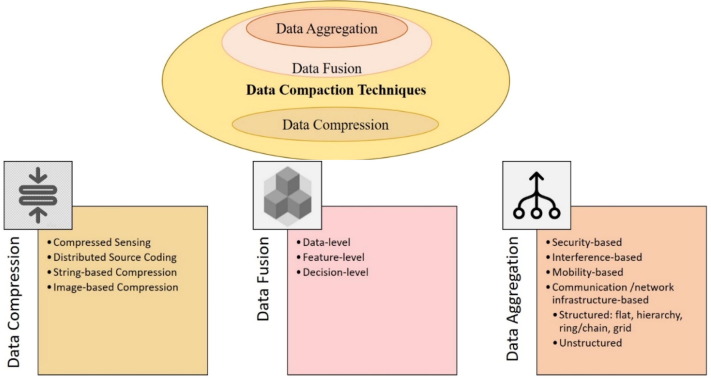 Data Aggregation
Data Fusion
Data Compaction Techniques
Data Compression
Data Compression
• Compressed Sensing
• Distributed Source Coding
• String-based Compression
• Image-based Compression
Data Fusion
• Data-level
• Feature-level
• Decision-level
Data Aggregation
• Security-based
• Interference-based
• Mobility-based
• Communication /network
infrastructure-based
• Structured: flat, hierarchy,
ring/chain, grid
• Unstructured